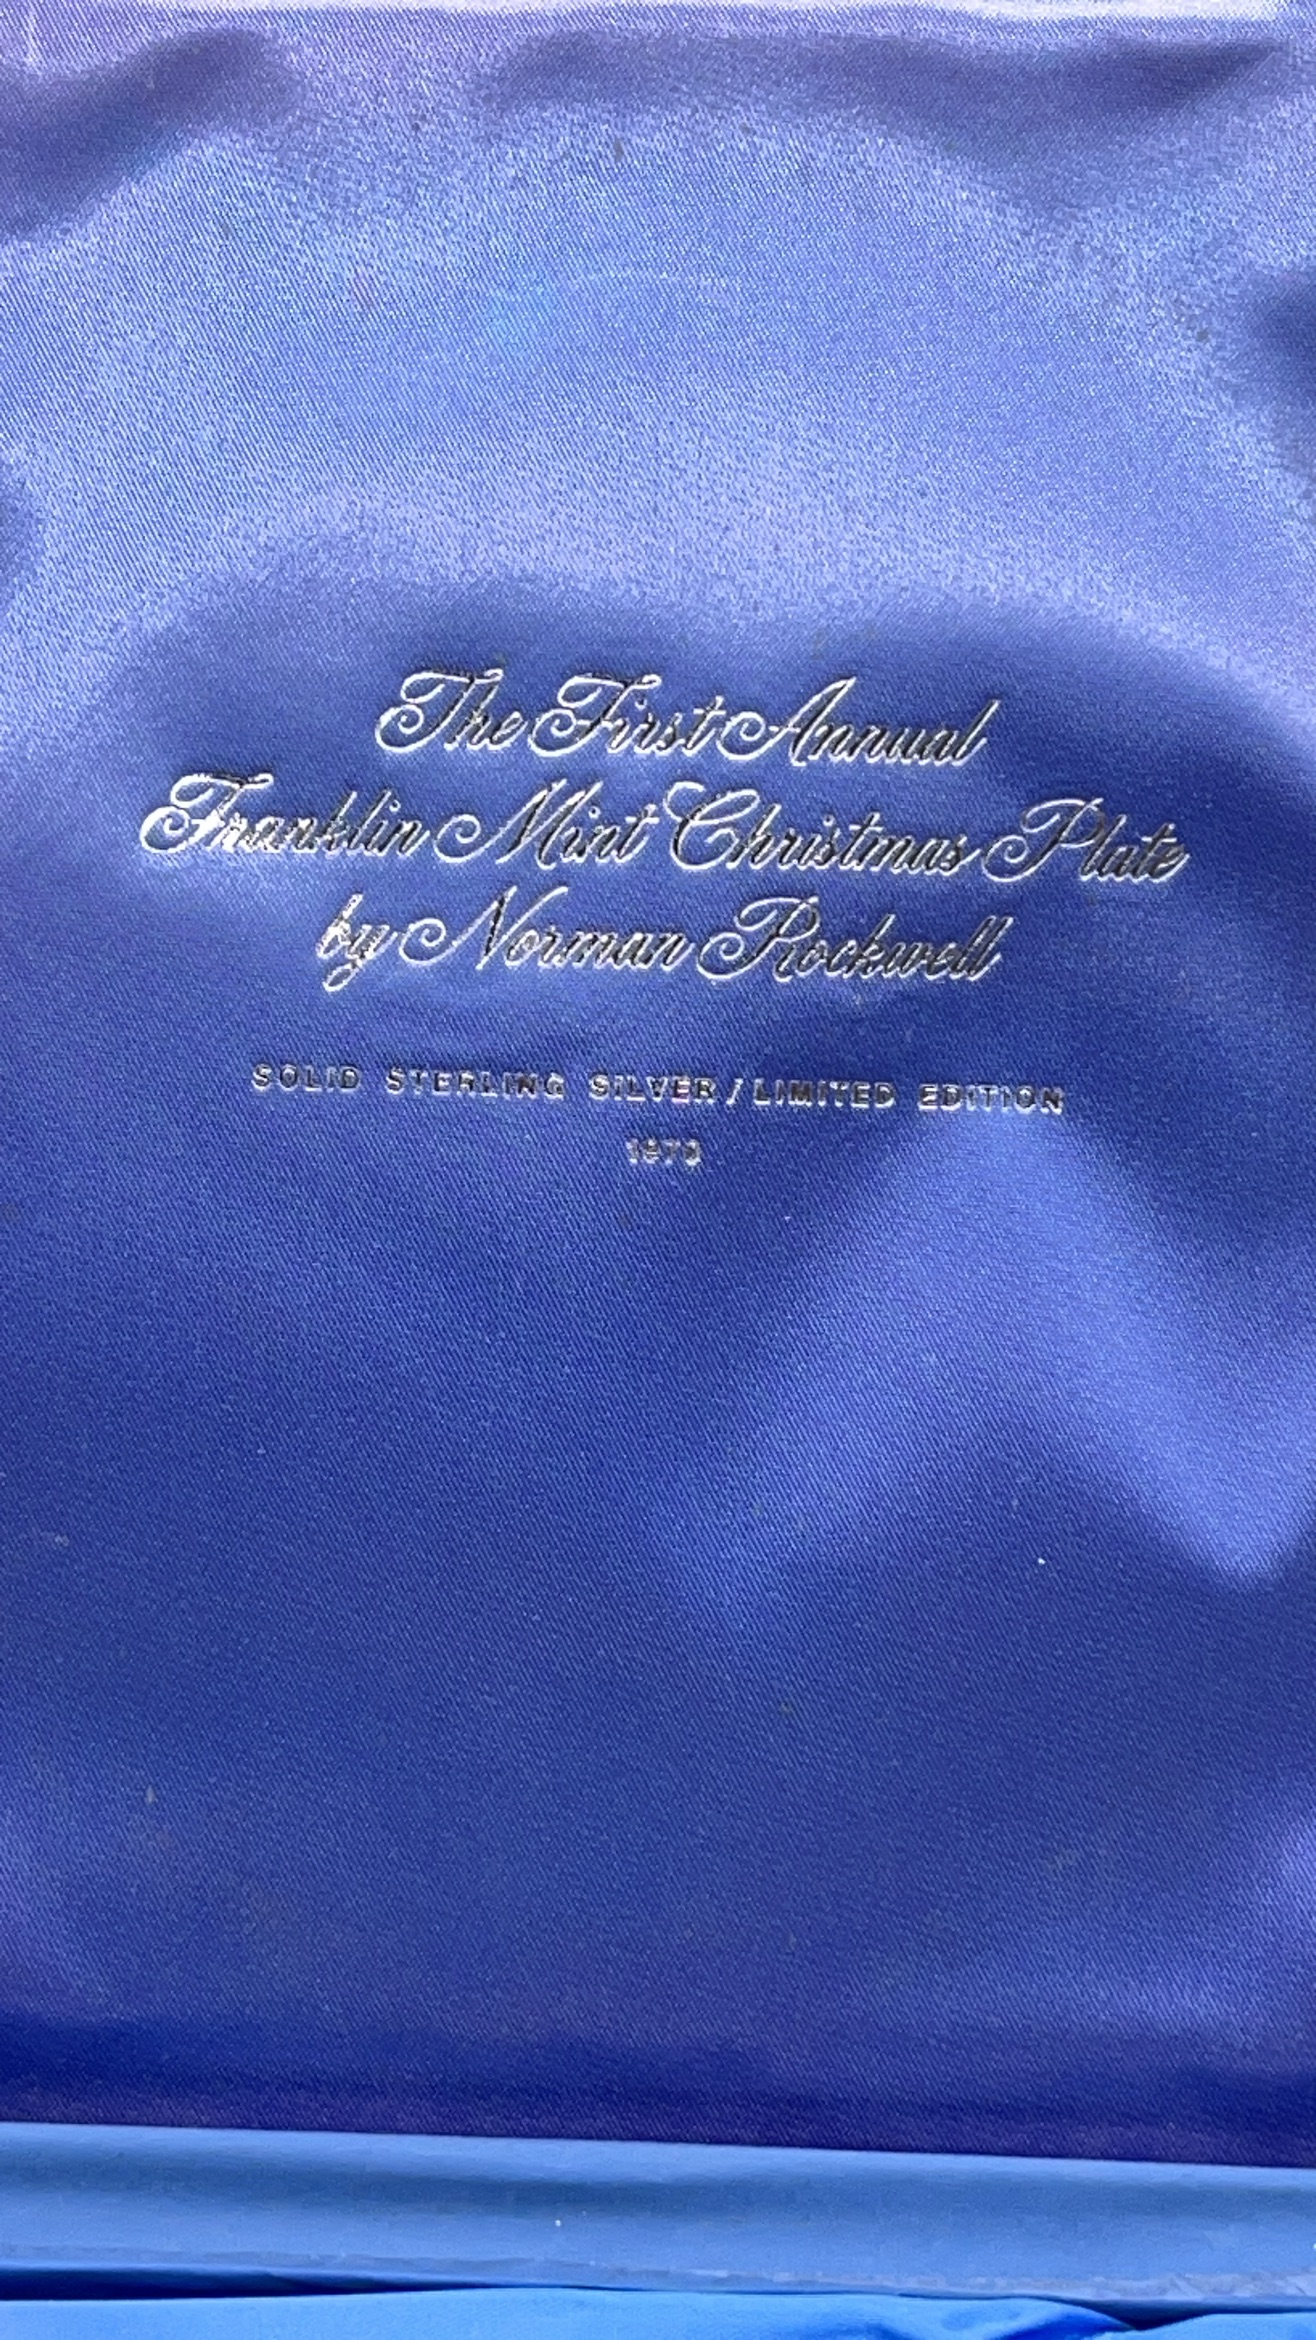 The First Annual
Franklin Mint Christmas Plate
by Norman Rockwell
SOLID STERLING SILVER / LIMITED EDITION
1970